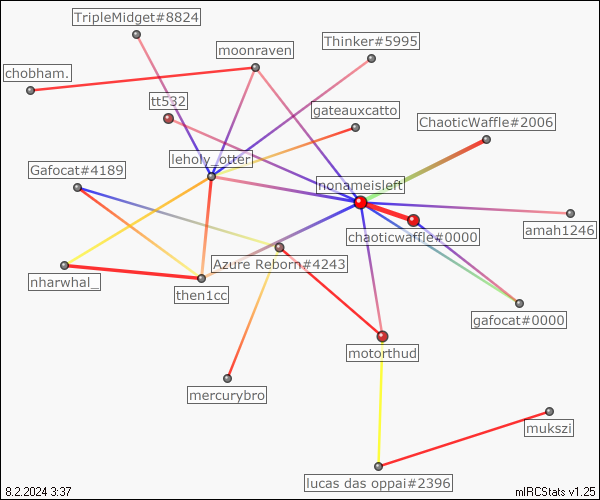 TripleMidget#8824
Thinker#5995
moonraven
chobham.
tt532
gateauxcatto
ChaoticWaffle#2006
leholy_otter
Gafocat#4189
nonameisleft
amah1246
chaoticwaffle#0000
Azure Reborn#4243
nharwhal_
then1cc
gafocat#0000
motorthud
mercurybro
mukszi
lucas das oppai#2396
8.2.2024 3:37
mIRCStats v1.25